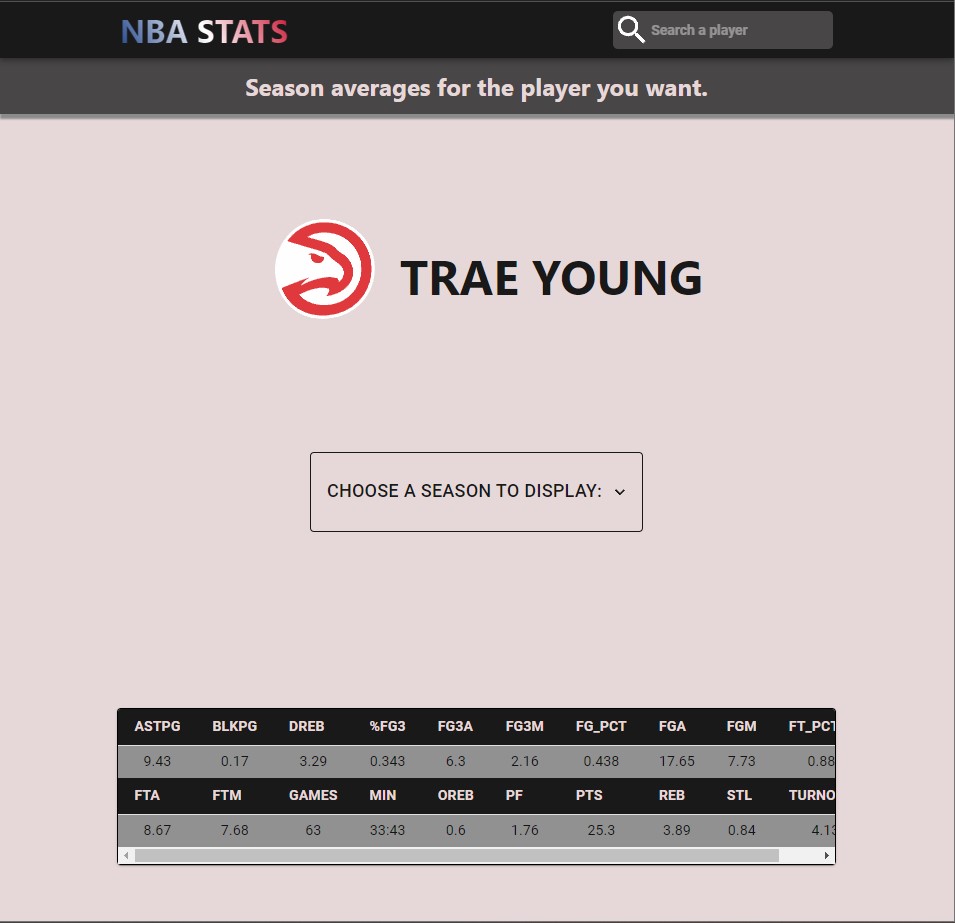 NBA STATS
Search a player
Season averages for the player you want.
TRAE YOUNG
CHOOSE A SEASON TO DISPLAY:
ASTPG BLKPG DREB %FG3 FG3A FG3M FG_PCT FGA FGM FT_PCT
9.43 0.17 3.29 0.343 6.3 2.16 0.438 17.65 7.73 0.88
FTA FTM GAMES MIN OREB PF PTS REB STL TURNO
8.67 7.68 63 33:43 0.6 1.76 25.3 3.89 0.84 4.13